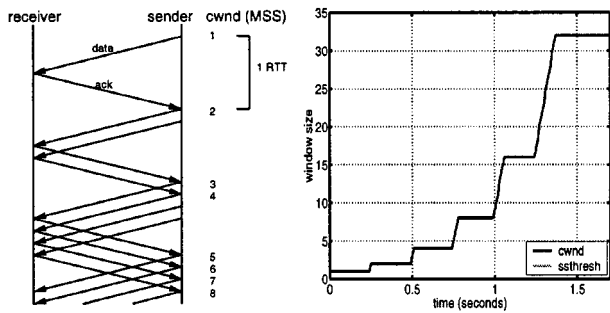 receiver
sender
cwnd (MSS)
data
ack
1 RTT
1
2
3
4
5
6
7
8
window size
35
30
25
20
15
10
5
0
0
0.5
1
1.5
time (seconds)
cwnd
ssthresh